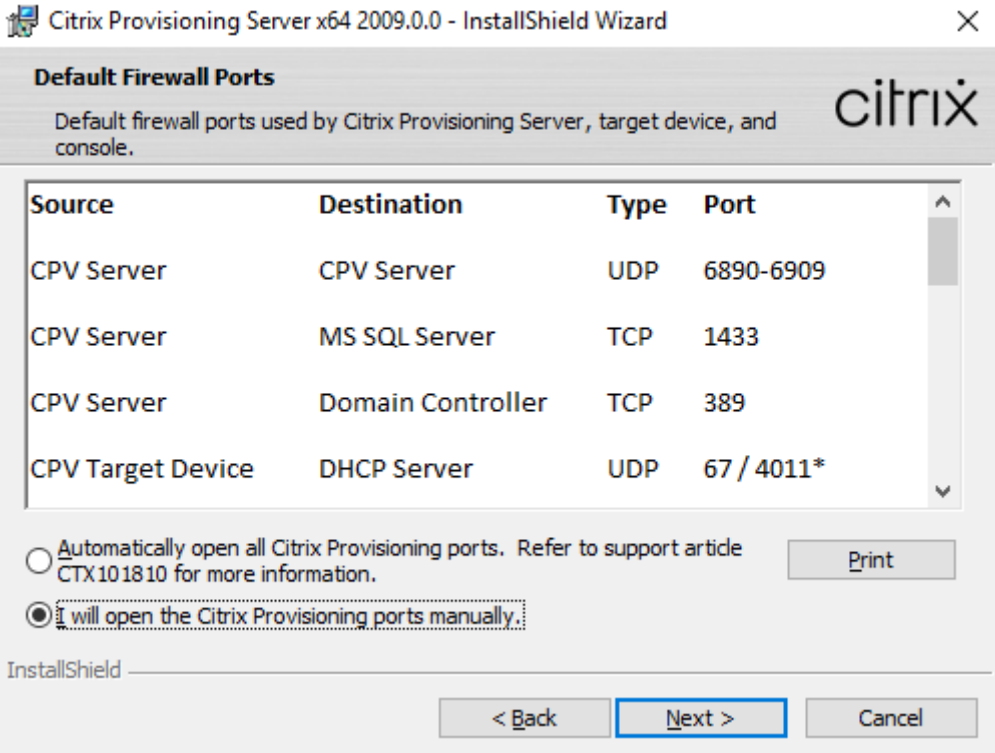 Citrix Provisioning Server x64 2009.0.0 - InstallShield Wizard
Default Firewall Ports
Default firewall ports used by Citrix Provisioning Server, target device, and
console.
citrix
Source Destination Type Port
CPV Server CPV Server UDP 6890-6909
CPV Server MS SQL Server TCP 1433
CPV Server Domain Controller TCP 389
CPV Target Device DHCP Server UDP 67 / 4011*
Automatically open all Citrix Provisioning ports. Refer to support article
CTX101810 for more information.
Print
I will open the Citrix Provisioning ports manually.
InstallShield
< Back Next > Cancel